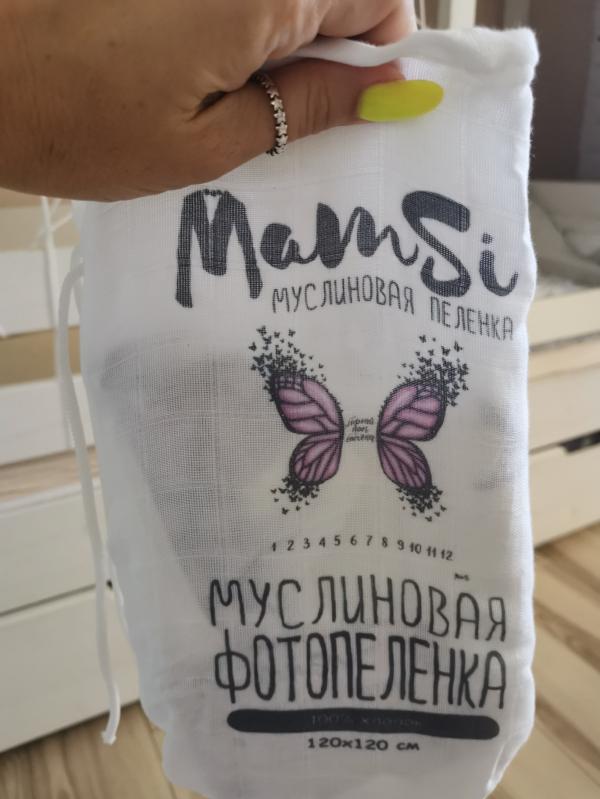 MamSi
МУСЛИНОВАЯ ПЕЛЕНКА
1 2 3 4 5 6 7 8 9 10 11 12
МУСЛИНОВАЯ
ФОТОПЕЛЕНКА
100% хлопок
120x120 см